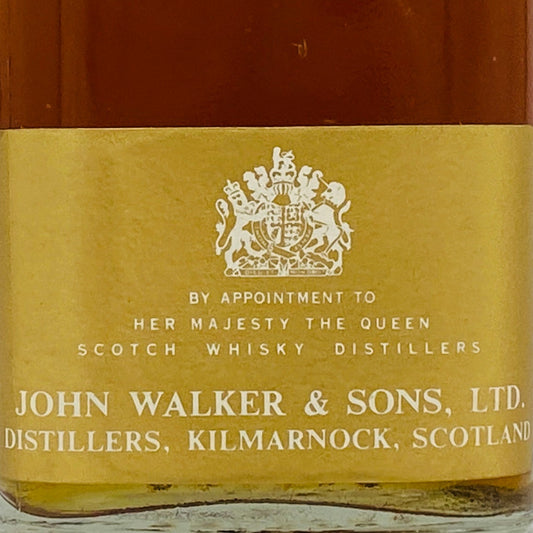 BY APPOINTMENT TO
HER MAJESTY THE QUEEN
SCOTCH WHISKY DISTILLERS
JOHN WALKER & SONS, LTD.
DISTILLERS, KILMARNOCK, SCOTLAND